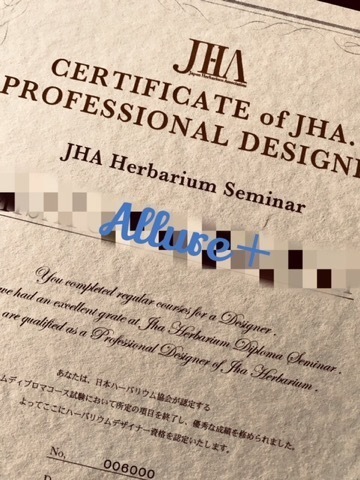 JHA
Japan Herbarium Association
CERTIFICATE of JHA.
PROFESSIONAL DESIGNE
JHA Herbarium Seminar
Allure+
You completed regular courses for a Designer .
we had an excellent grate at Jha Herbarium Diploma Seminar .
are qualified as a Professional Designer of Jha Herbarium .
あなたは、日本ハーバリウム協会が認定する
ムディプロマコース試験において所定の項目を終了し、優秀な成績を修められました。
よってここにハーバリウムデザイナー資格を認定いたします。
No. 006000
D